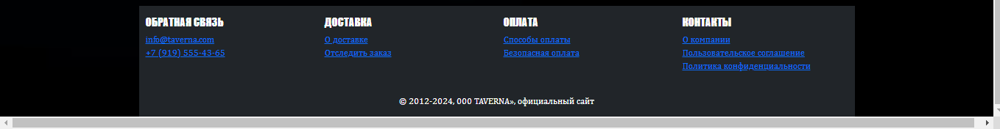 ОБРАТНАЯ СВЯЗЬ
info@taverna.com
+7 (919) 555-43-65
ДОСТАВКА
О доставке
Отследить заказ
ОПЛАТА
Способы оплаты
Безопасная оплата
КОНТАКТЫ
О компании
Пользовательское соглашение
Политика конфиденциальности
© 2012-2024, ООО TAVERNA», официальный сайт